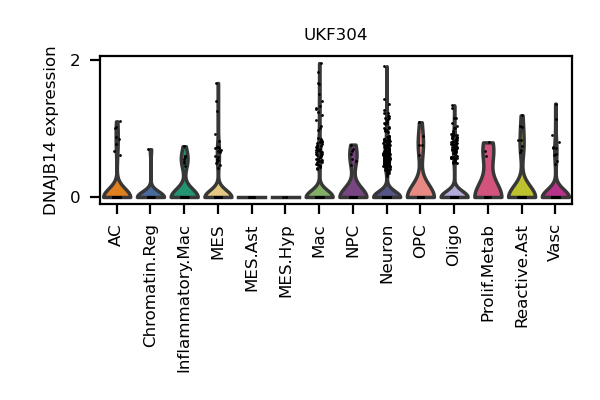 UKF304
DNAJB14 expression
2
0
AC
Chromatin.Reg
Inflammatory.Mac
MES
MES.Ast
MES.Hyp
Mac
NPC
Neuron
OPC
Oligo
Prolif.Metab
Reactive.Ast
Vasc